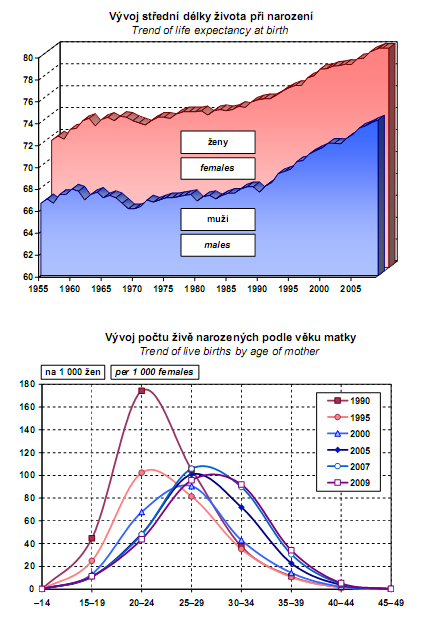 Vývoj střední délky života při narození
Trend of life expectancy at birth
80
78
76
74
72
70
68
66
64
62
60
ženy
females
muži
males
1955 1960 1965 1970 1975 1980 1985 1990 1995 2000 2005
Vývoj počtu živě narozených podle věku matky
Trend of live births by age of mother
na 1 000 žen per 1 000 females
180
160
140
120
100
80
60
40
20
0
1990
1995
2000
2005
2007
2009
–14 15–19 20–24 25–29 30–34 35–39 40–44 45–49